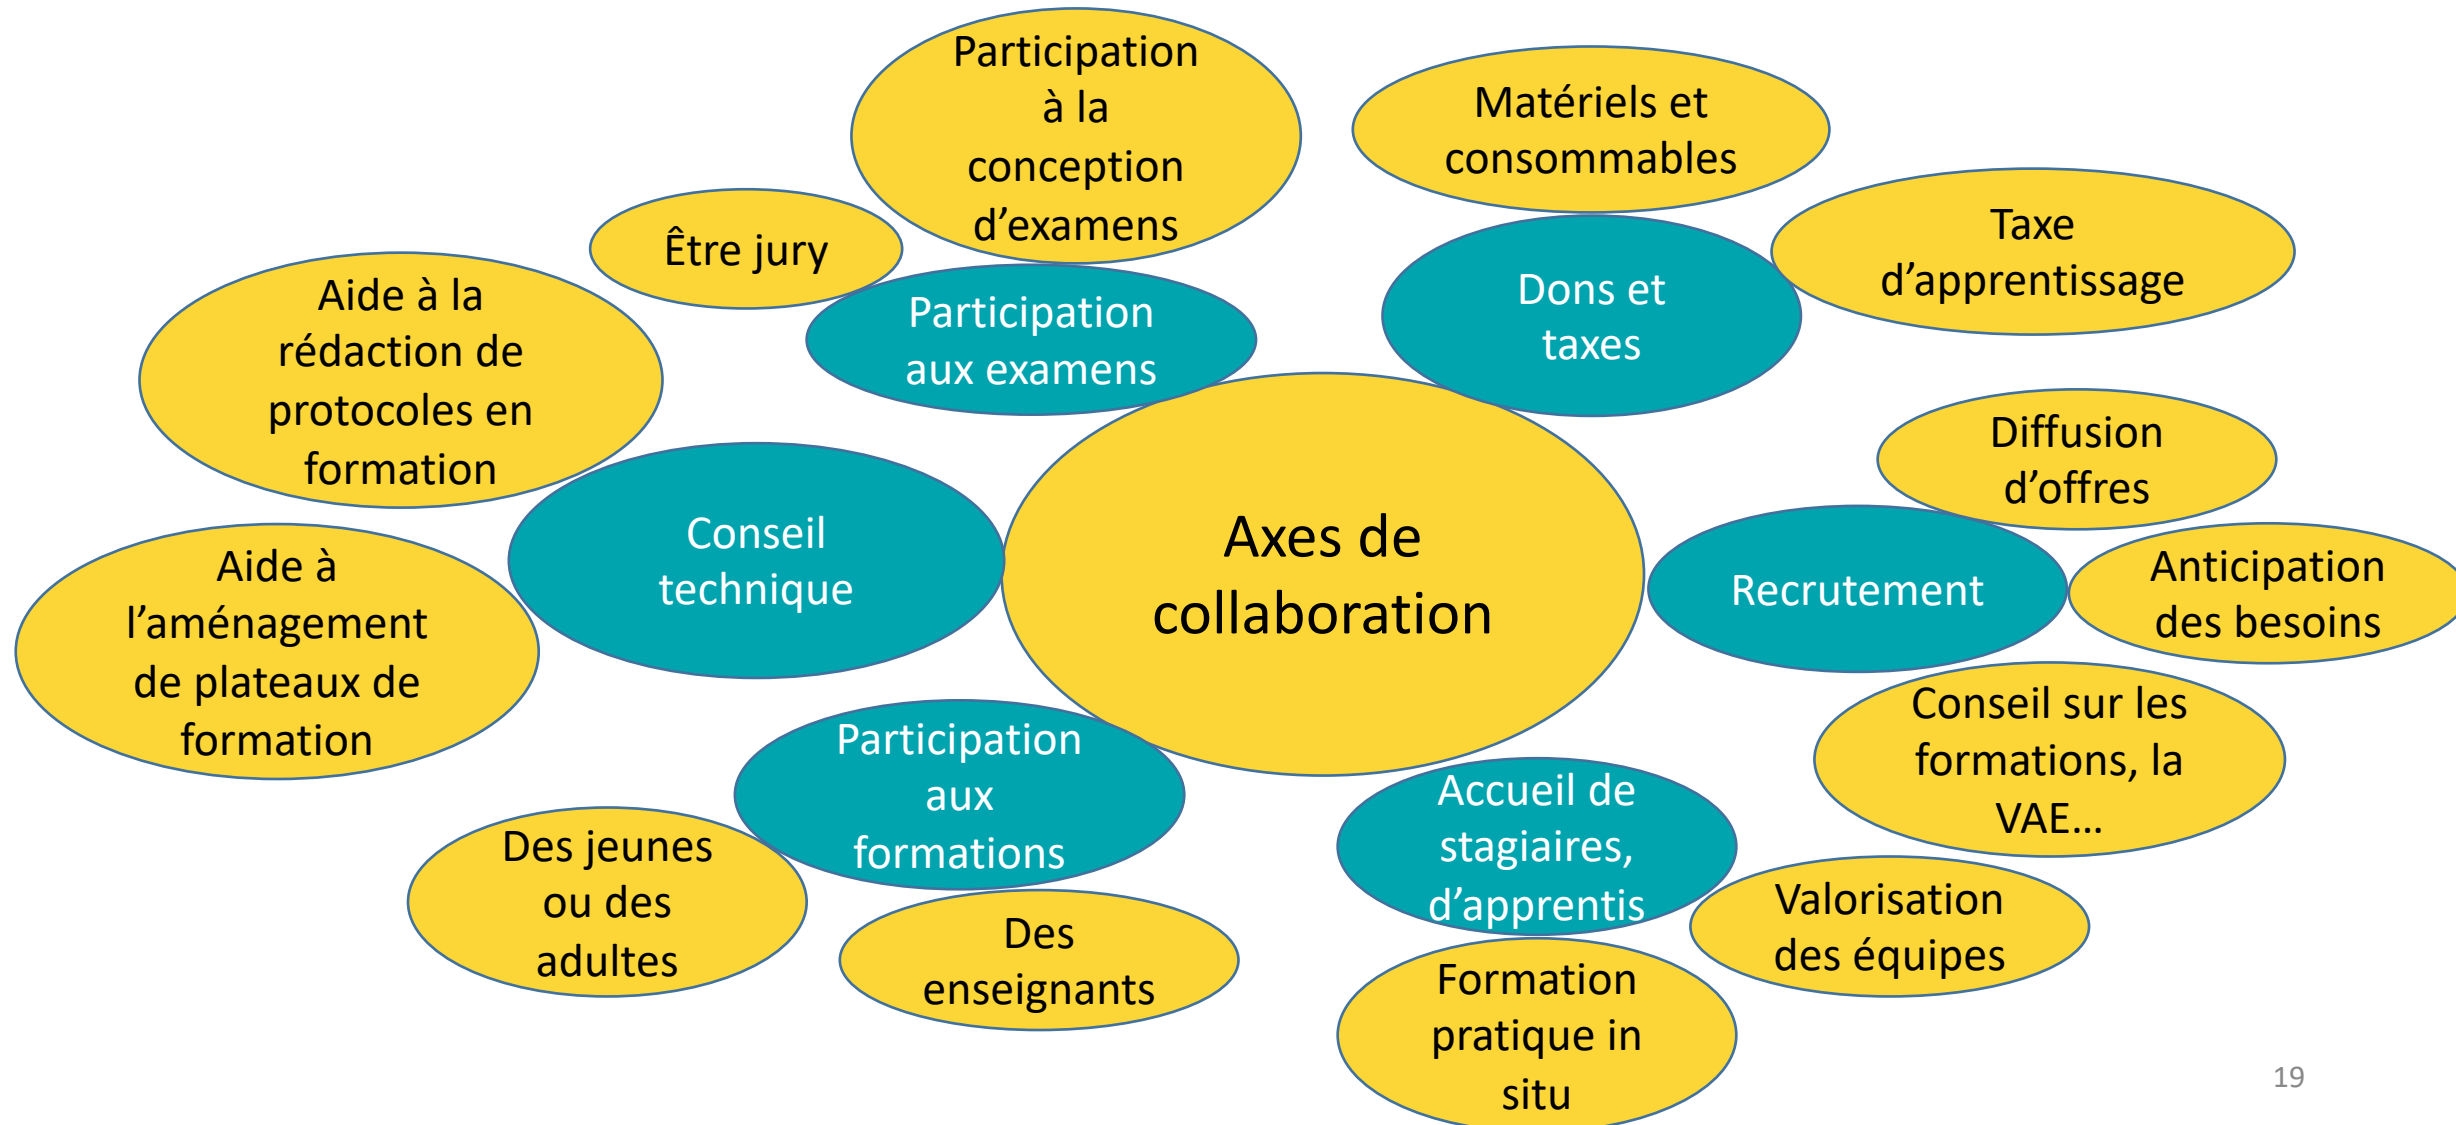 Participation
à la
conception
d’examens
Matériels et
consommables
Être jury
Taxe
d’apprentissage
Aide à la
rédaction de
protocoles en
formation
Participation
aux examens
Dons et
taxes
Diffusion
d’offres
Conseil
technique
Axes de
collaboration
Recrutement
Anticipation
des besoins
Aide à
l’aménagement
de plateaux de
formation
Participation
aux
formations
Conseil sur les
formations, la
VAE…
Accueil de
stagiaires,
d’apprentis
Des jeunes
ou des
adultes
Des
enseignants
Valorisation
des équipes
Formation
pratique in
situ
19